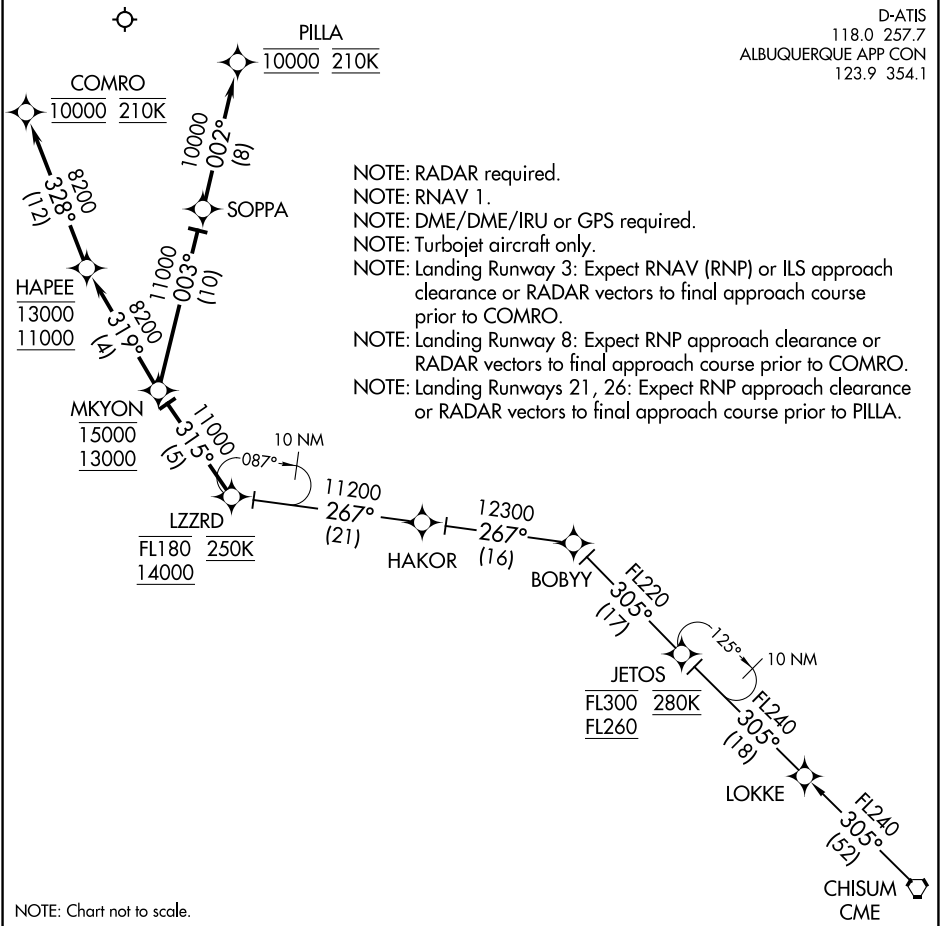 D-ATIS
118.0 257.7
ALBUQUERQUE APP CON
123.9 354.1
PILLA
10000 210K
COMRO
10000 210K
10000
002°
(8)
8200
328°
(12)
SOPPA
NOTE: RADAR required.
NOTE: RNAV 1.
NOTE: DME/DME/IRU or GPS required.
NOTE: Turbojet aircraft only.
NOTE: Landing Runway 3: Expect RNAV (RNP) or ILS approach
clearance or RADAR vectors to final approach course
prior to COMRO.
NOTE: Landing Runway 8: Expect RNP approach clearance or
RADAR vectors to final approach course prior to COMRO.
NOTE: Landing Runways 21, 26: Expect RNP approach clearance
or RADAR vectors to final approach course prior to PILLA.
11000
003°
(10)
HAPEE
13000
11000
8200
319°
(4)
MKYON
15000
13000
11000
315°
(5)
10 NM
087°
LZZRD
FL180 250K
14000
11200
267°
(21)
HAKOR
12300
267°
(16)
BOBYY
FL220
305°
(17)
125°
10 NM
JETOS
FL300 280K
FL260
FL240
305°
(18)
LOKKE
FL240
305°
(52)
CHISUM
CME
NOTE: Chart not to scale.